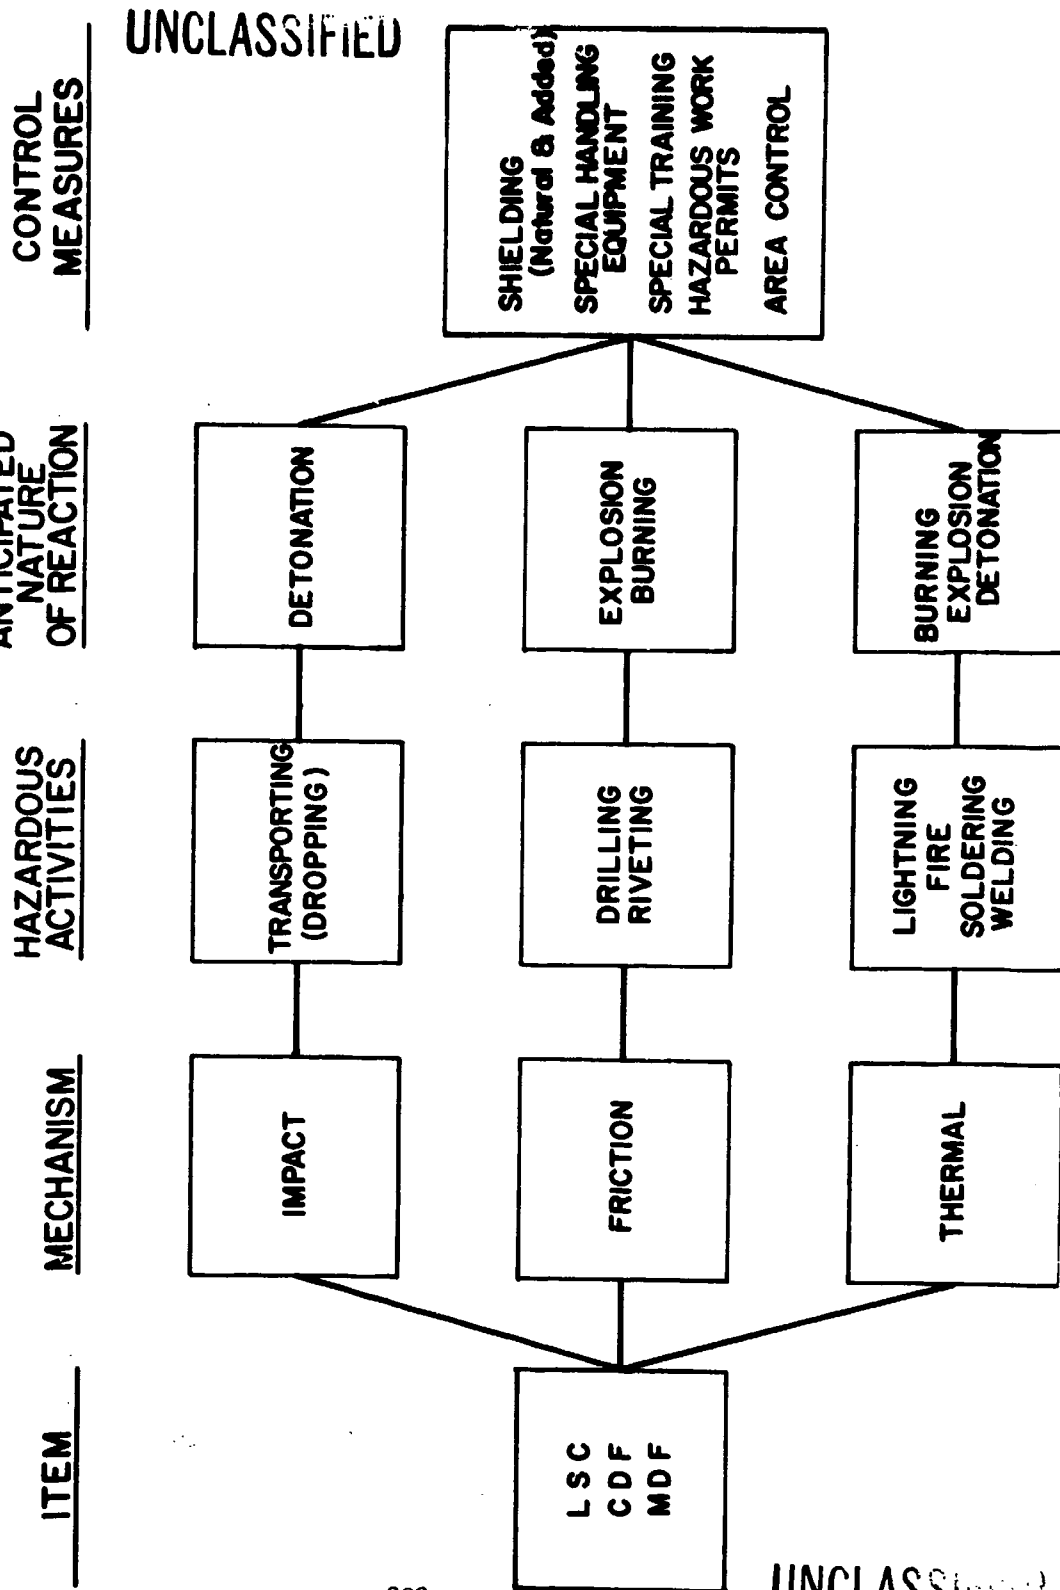 UNCLASSIFIED
ITEM
MECHANISM
HAZARDOUS
ACTIVITIES
ANTICIPATED
NATURE
OF REACTION
CONTROL
MEASURES
LSC
CDF
MDF
IMPACT
TRANSPORTING
(DROPPING)
DETONATION
FRICTION
DRILLING
RIVETING
EXPLOSION
BURNING
THERMAL
LIGHTNING
FIRE
SOLDERING
WELDING
BURNING
EXPLOSION
DETONATION
SHIELDING
(Natural & Added)
SPECIAL HANDLING
EQUIPMENT
SPECIAL TRAINING
HAZARDOUS WORK
PERMITS
AREA CONTROL
UNCLASSIFIED